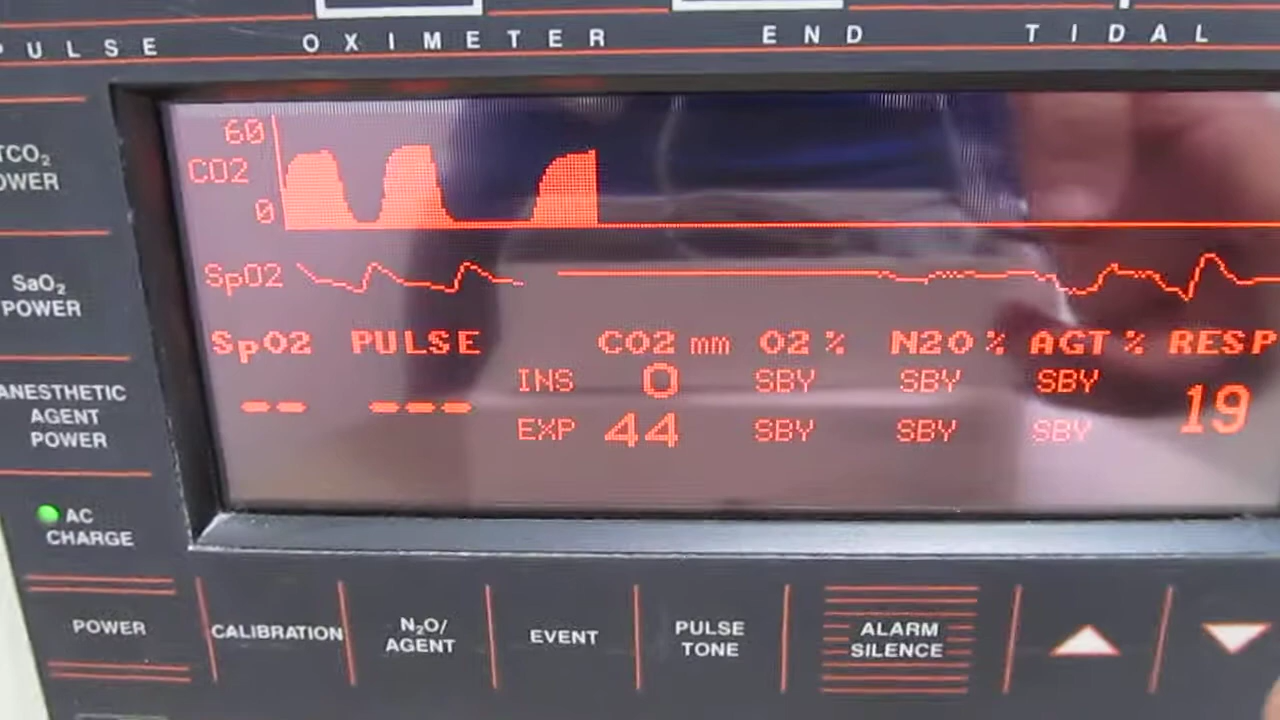 PULSE OXIMETER END TIDAL
60
CO2
0
SpO2
SpO2 PULSE CO2 mm O2 % N2O % AGT % RESP
INS 0 SBY SBY SBY
-- --- 19
EXP 44 SBY SBY SBY
TCO₂
POWER
SaO₂
POWER
ANESTHETIC
AGENT
POWER
AC
CHARGE
POWER
CALIBRATION
N₂O/
AGENT
EVENT
PULSE
TONE
ALARM
SILENCE